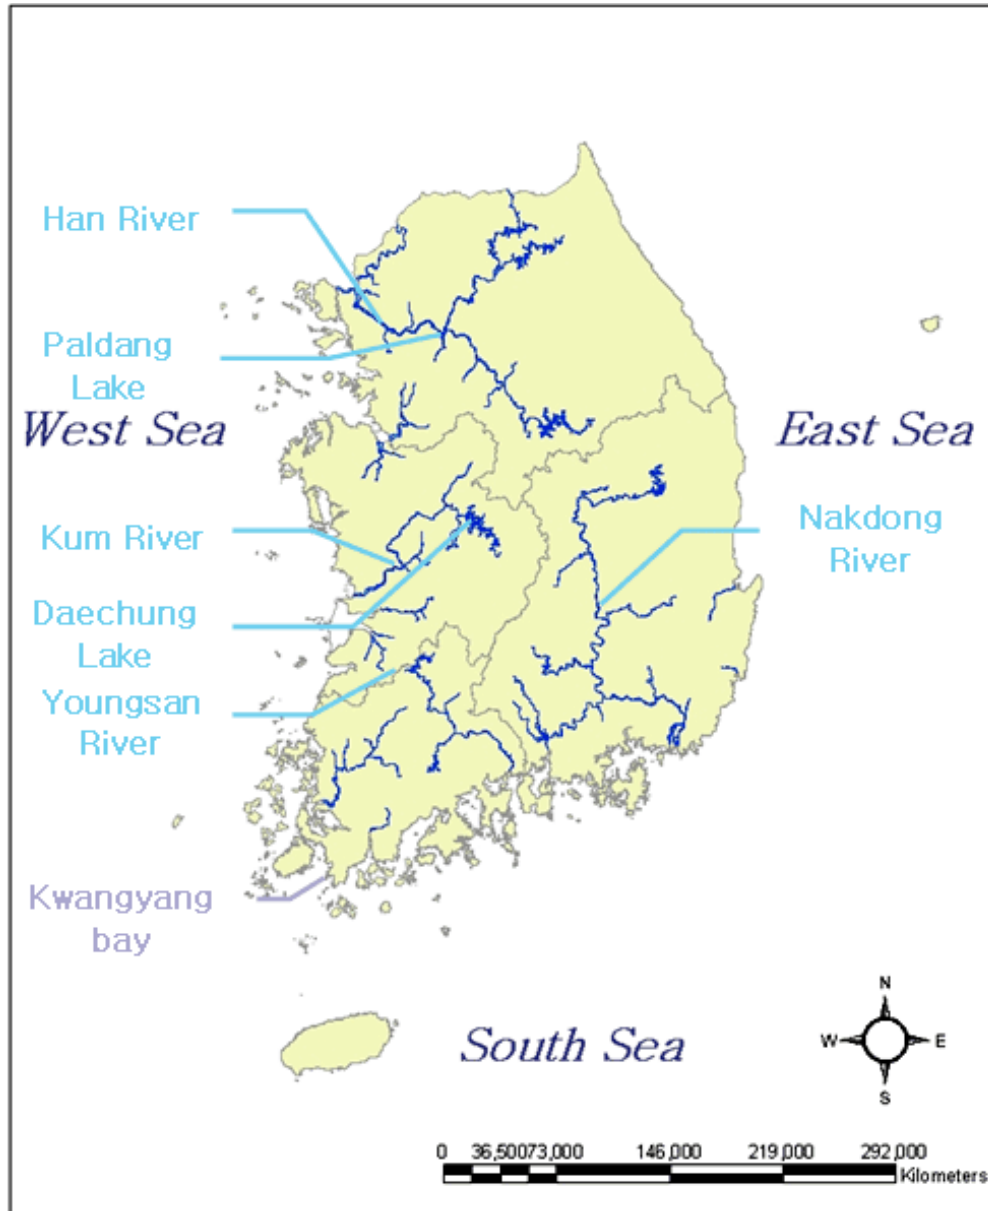 Han River
Paldang
Lake
West Sea
East Sea
Kum River
Nakdong
River
Daechung
Lake
Youngsan
River
Kwangyang
bay
South Sea
N
W
E
S
0 36,50073,000 146,000 219,000 292,000
Kilometers